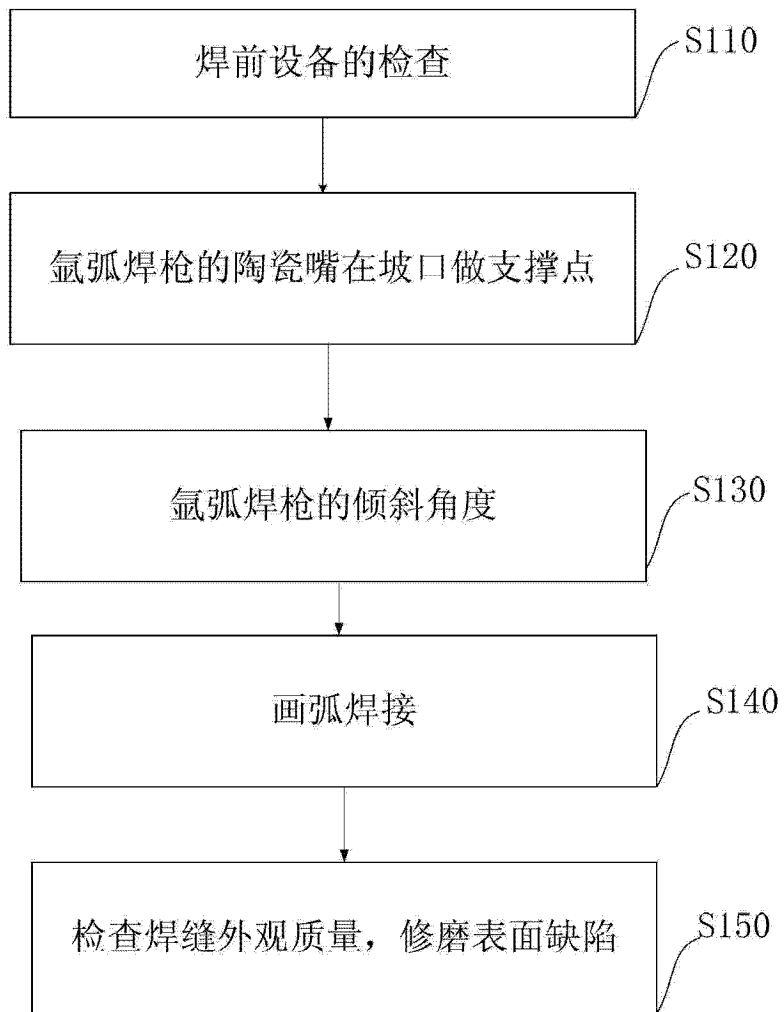 焊前设备的检查
S110
氩弧焊枪的陶瓷嘴在坡口做支撑点
S120
氩弧焊枪的倾斜角度
S130
画弧焊接
S140
检查焊缝外观质量，修磨表面缺陷
S150